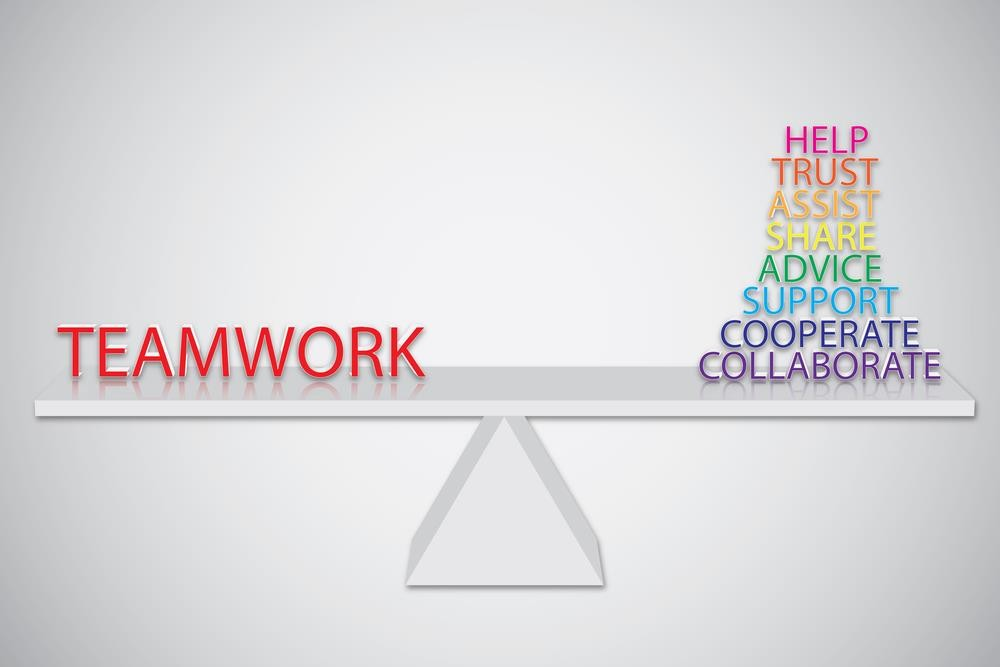 TEAMWORK
HELP
TRUST
ASSIST
SHARE
ADVICE
SUPPORT
COOPERATE
COLLABORATE